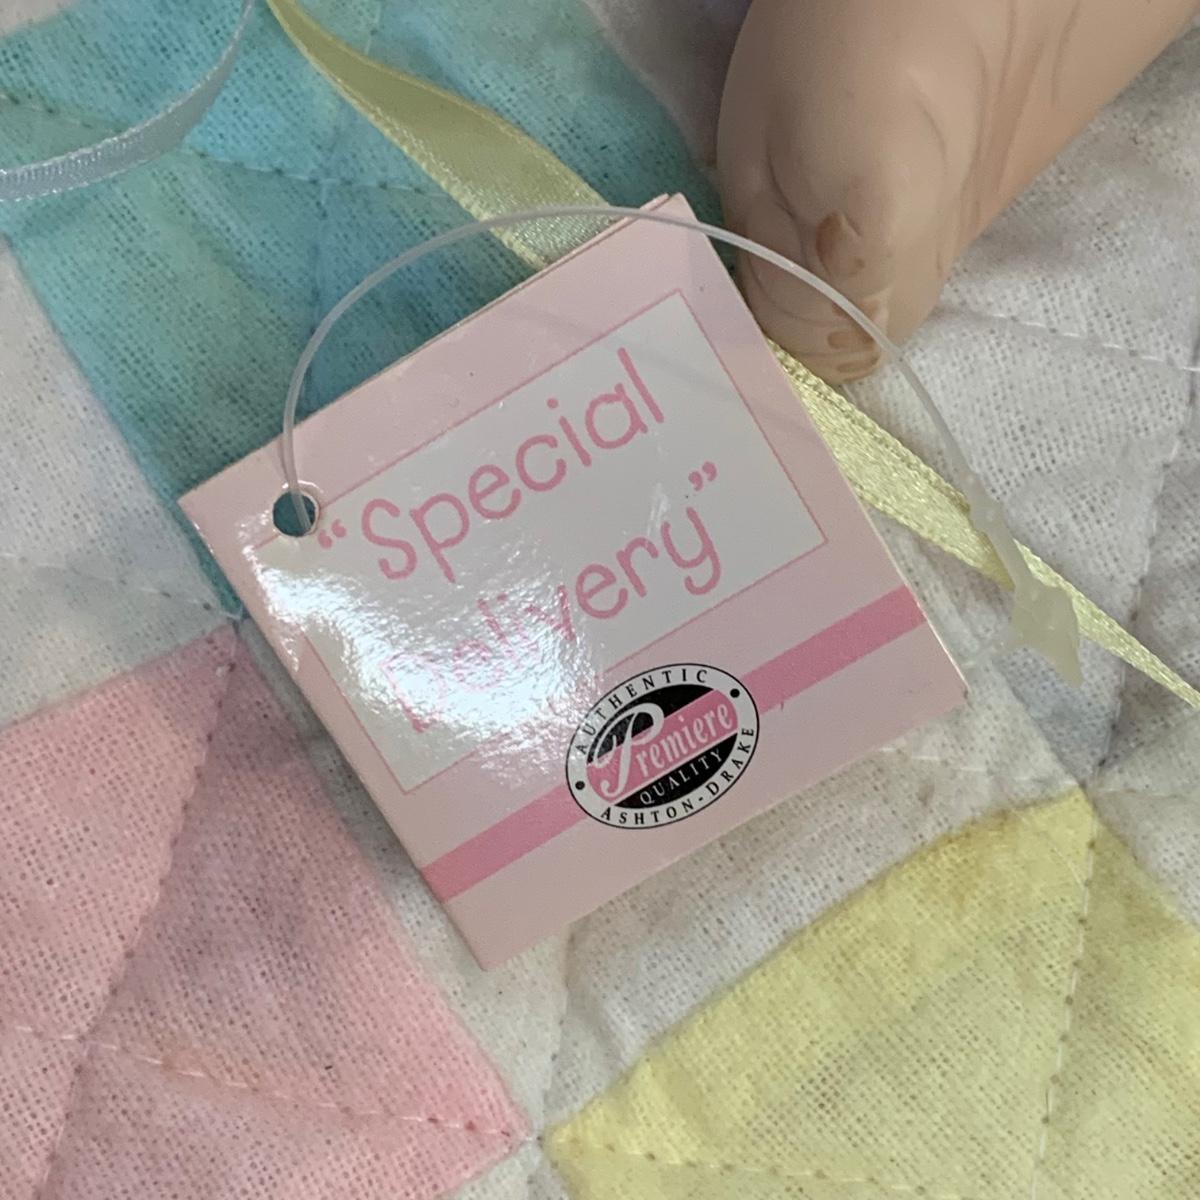 “Special
Delivery”
AUTHENTIC
Premiere
QUALITY
ASHTON-DRAKE